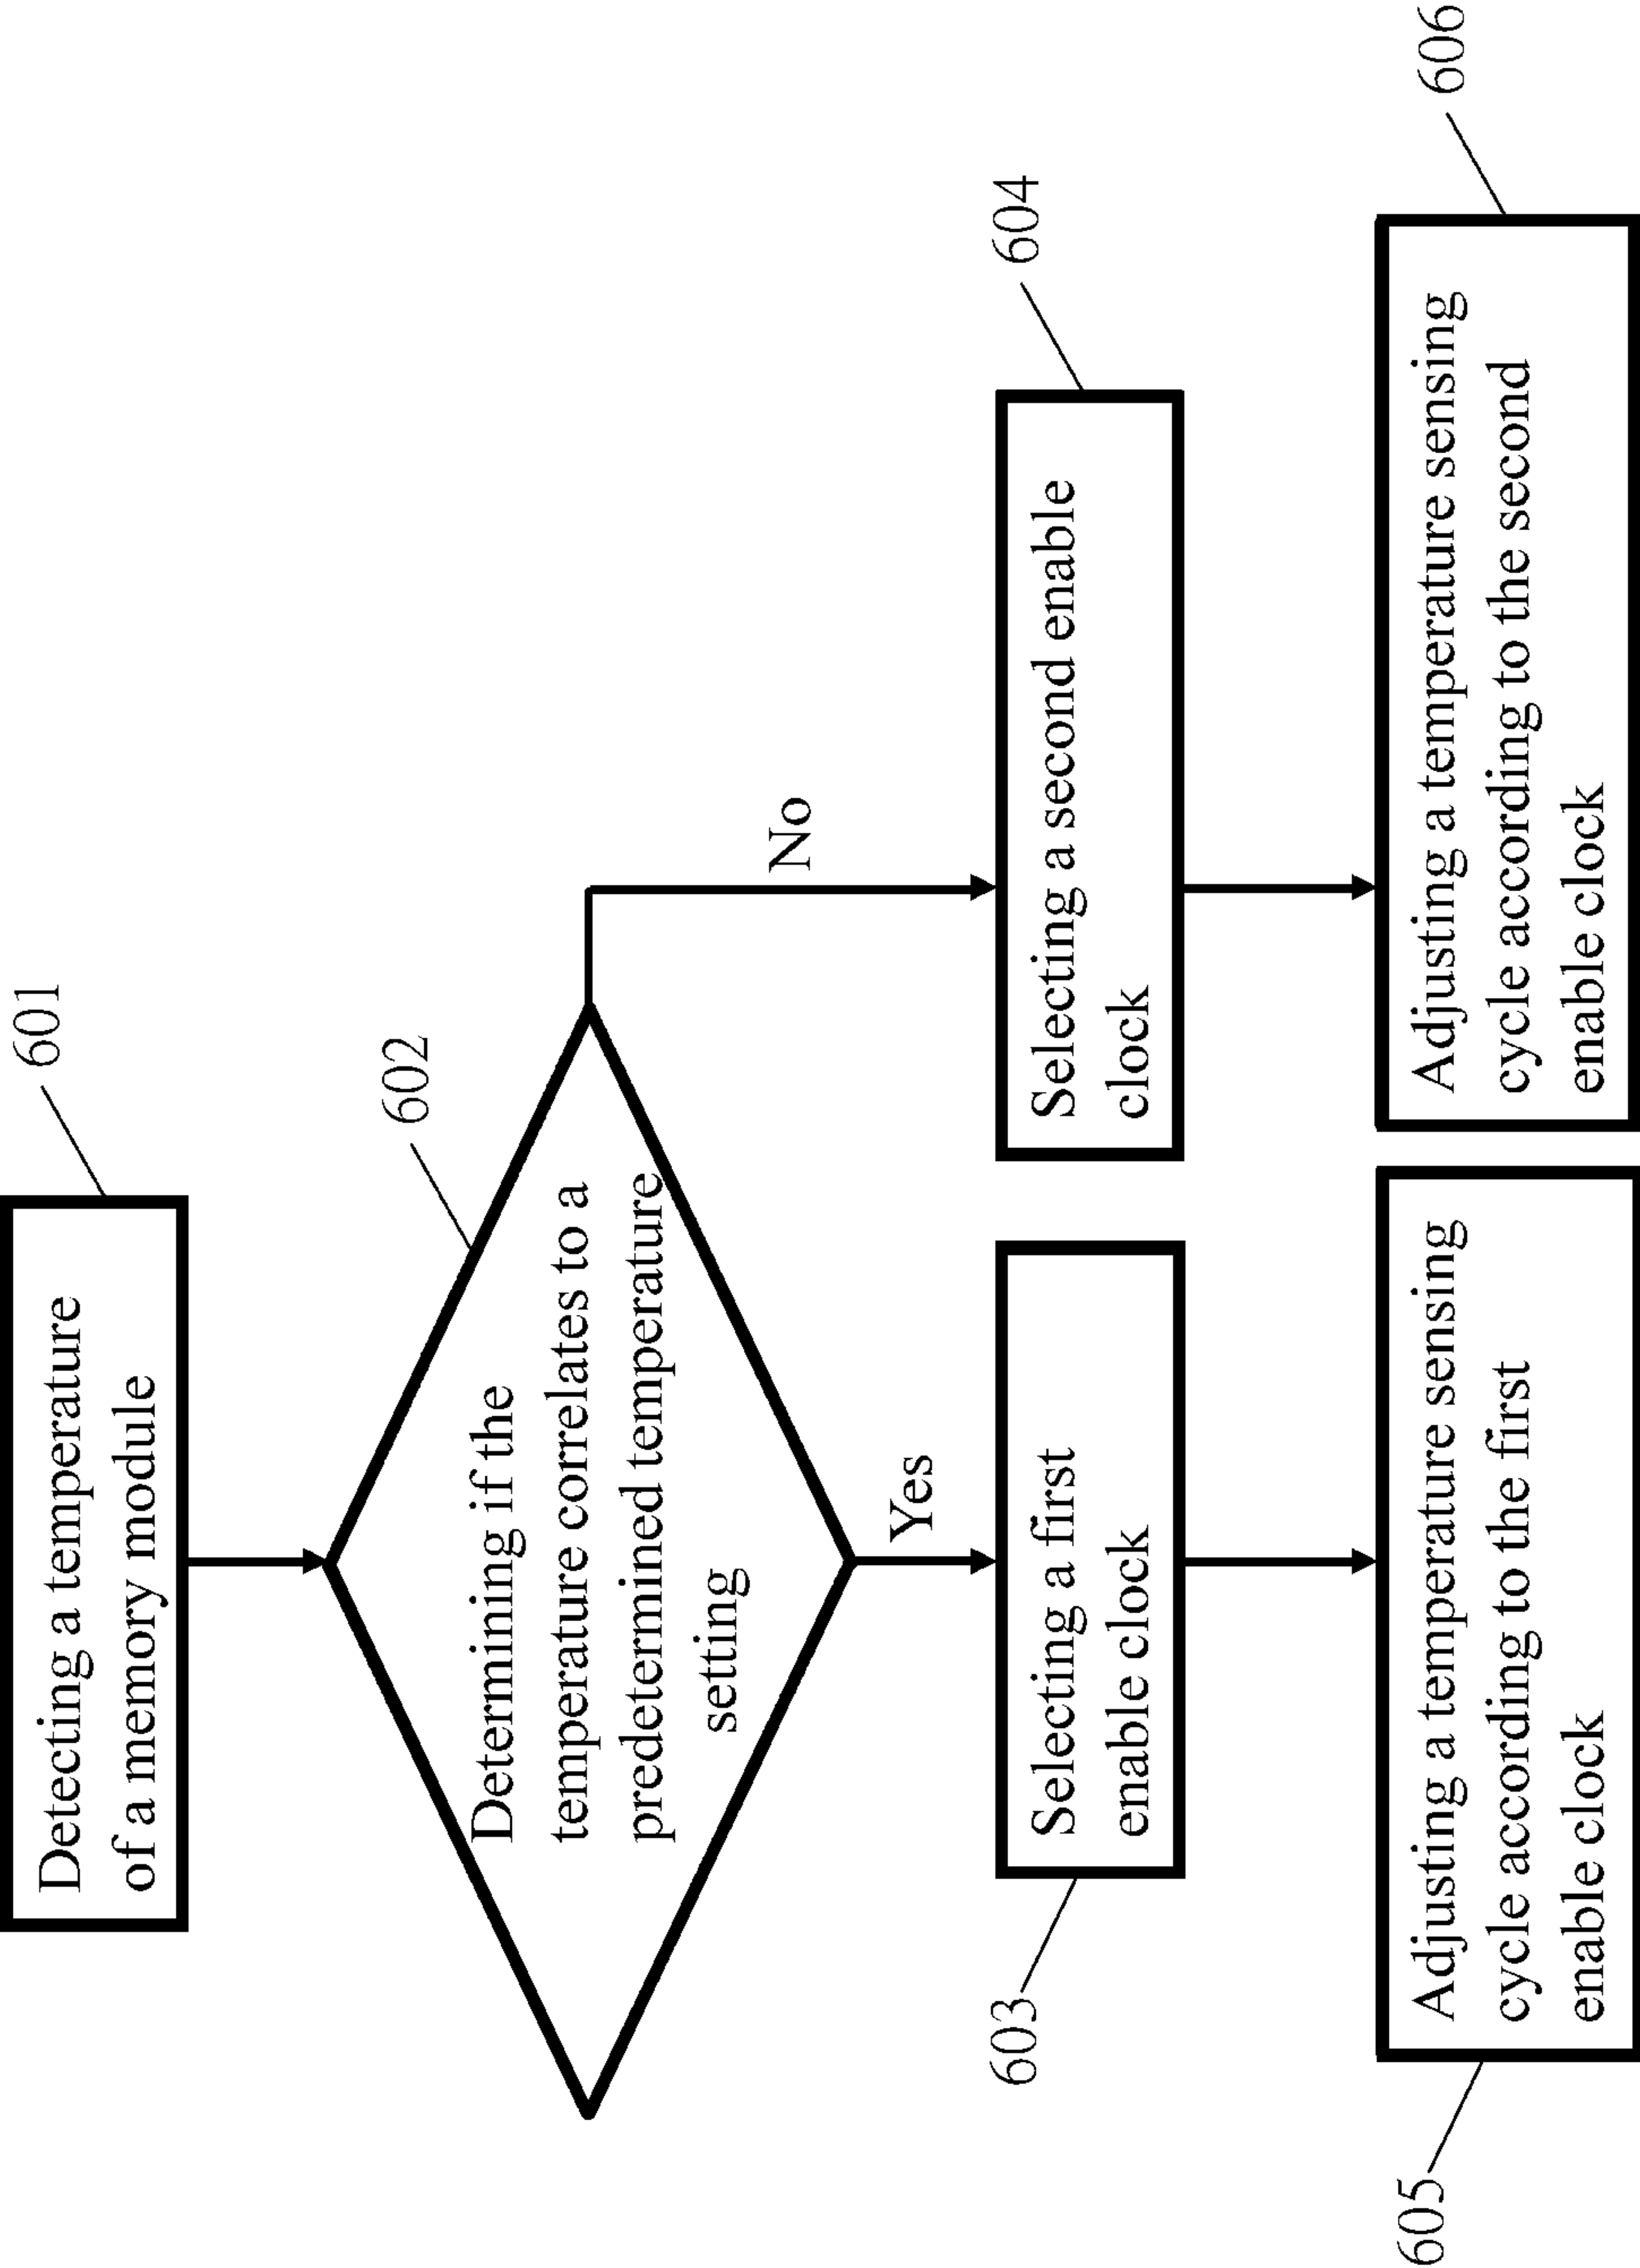 601
Detecting a temperature
of a memory module
602
Determining if the
temperature correlates to a
predetermined temperature
setting
Yes
No
603
Selecting a first
enable clock
604
Selecting a second enable
clock
605
Adjusting a temperature sensing
cycle according to the first
enable clock
606
Adjusting a temperature sensing
cycle according to the second
enable clock